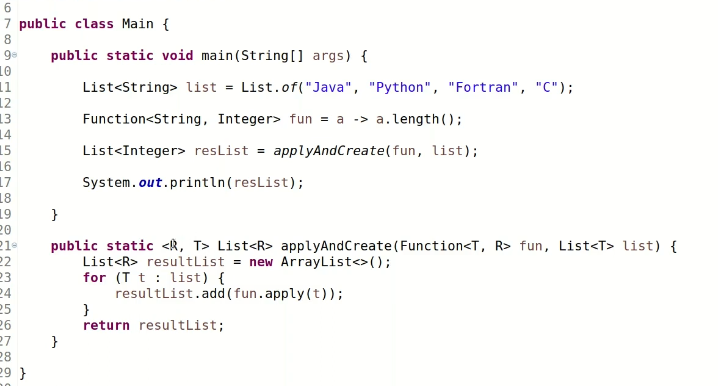 6
7 public class Main {
8
9 public static void main(String[] args) {
10
11 List<String> list = List.of("Java", "Python", "Fortran", "C");
12
13 Function<String, Integer> fun = a -> a.length();
14
15 List<Integer> resList = applyAndCreate(fun, list);
16
17 System.out.println(resList);
18
19 }
20
21 public static <R, T> List<R> applyAndCreate(Function<T, R> fun, List<T> list) {
22 List<R> resultList = new ArrayList<>();
23 for (T t : list) {
24 resultList.add(fun.apply(t));
25 }
26 return resultList;
27 }
28
29 }